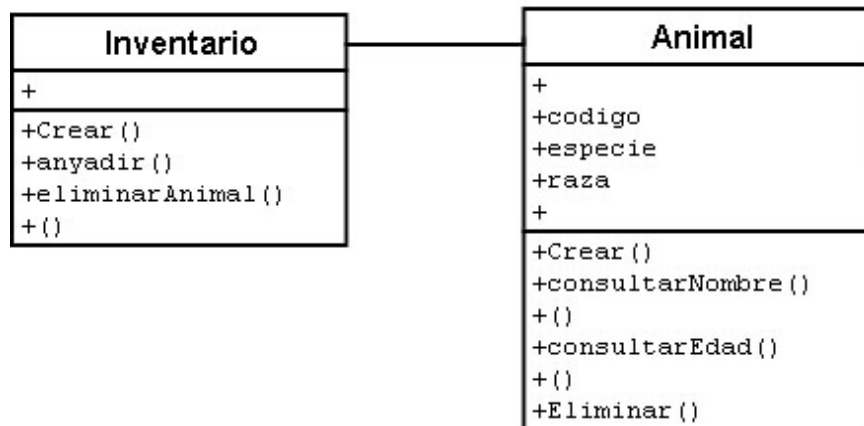 Inventario
+
+Crear()
+anyadir()
+eliminarAnimal()
+()
Animal
+
+codigo
+especie
+raza
+
+Crear()
+consultarNombre()
+()
+consultarEdad()
+()
+Eliminar()